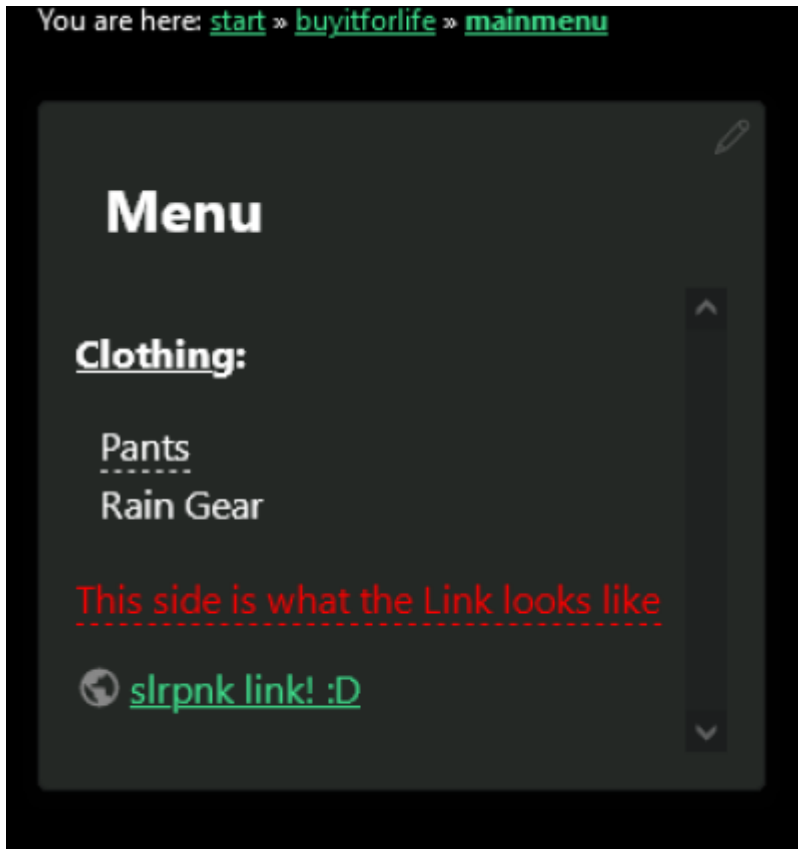 You are here: start » buyitforlife » mainmenu
Menu
Clothing:
Pants
Rain Gear
This side is what the Link looks like
slrpnk link! :D